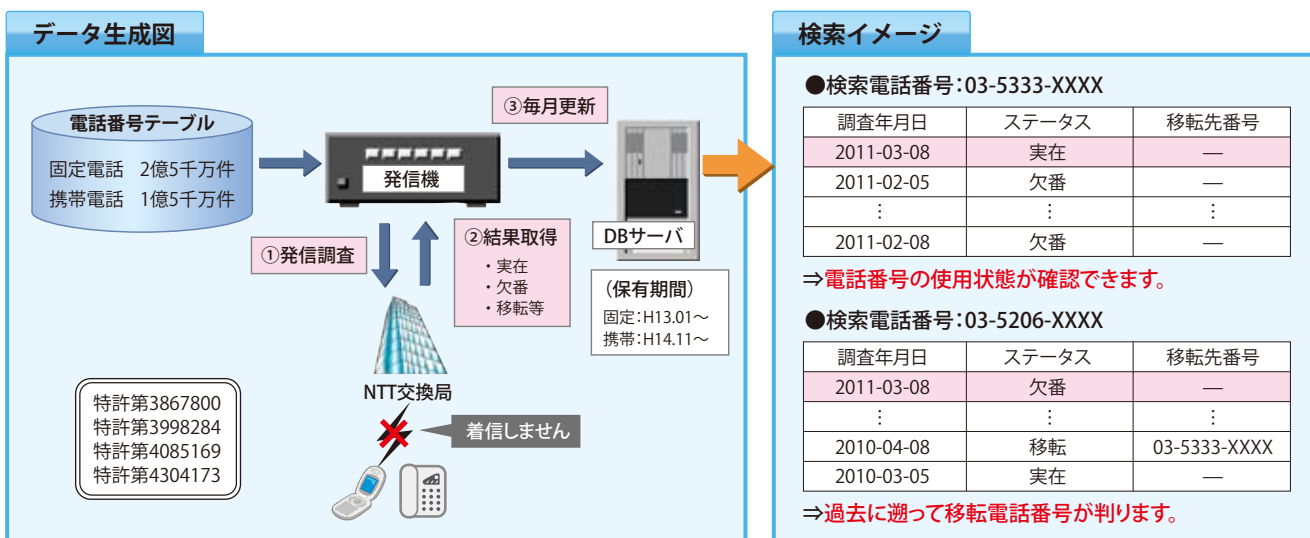 データ生成図
電話番号テーブル
固定電話 2億5千万件
携帯電話 1億5千万件
発信機
③毎月更新
DBサーバ
①発信調査
②結果取得
・実在
・欠番
・移転等
(保有期間)
固定:H13.01～
携帯:H14.11～
NTT交換局
着信しません
特許第3867800
特許第3998284
特許第4085169
特許第4304173
検索イメージ
●検索電話番号:03-5333-XXXX
調査年月日 ステータス 移転先番号
2011-03-08 実在 ―
2011-02-05 欠番 ―
⋮ ⋮ ⋮
2011-02-08 欠番 ―
⇒電話番号の使用状態が確認できます。
●検索電話番号:03-5206-XXXX
調査年月日 ステータス 移転先番号
2011-03-08 欠番 ―
⋮ ⋮ ⋮
2010-04-08 移転 03-5333-XXXX
2010-03-05 実在 ―
⇒過去に遡って移転電話番号が判ります。